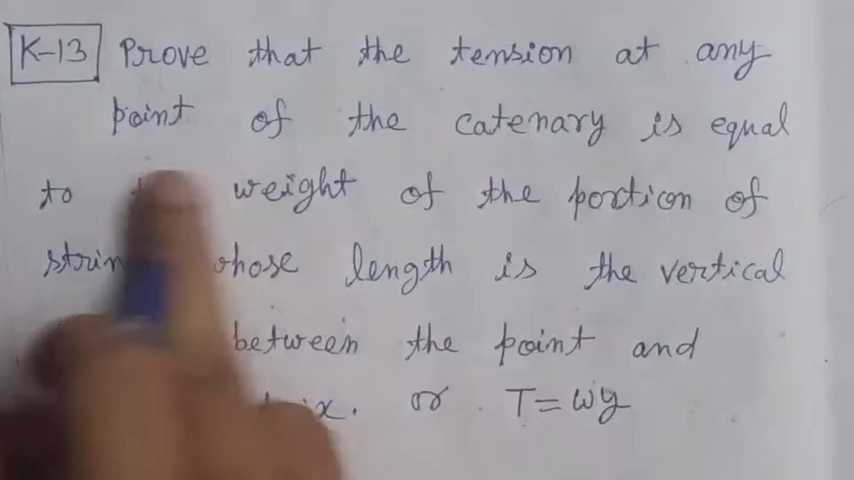 K-13 Prove that the tension at any
point of the catenary is equal
to weight of the portion of
string whose length is the vertical
between the point and
or T=wy